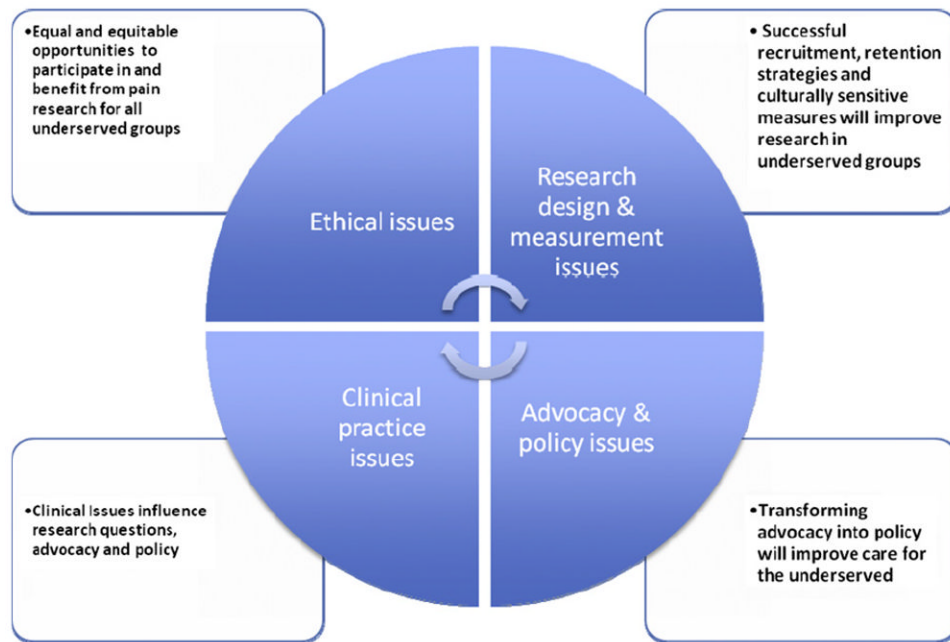 •Equal and equitable
opportunities to
participate in and
benefit from pain
research for all
underserved groups
• Successful
recruitment, retention
strategies and
culturally sensitive
measures will improve
research in
underserved groups
Ethical issues
Research
design &
measurement
issues
Clinical
practice
issues
Advocacy &
policy issues
•Clinical Issues influence
research questions,
advocacy and policy
•Transforming
advocacy into policy
will improve care for
the underserved